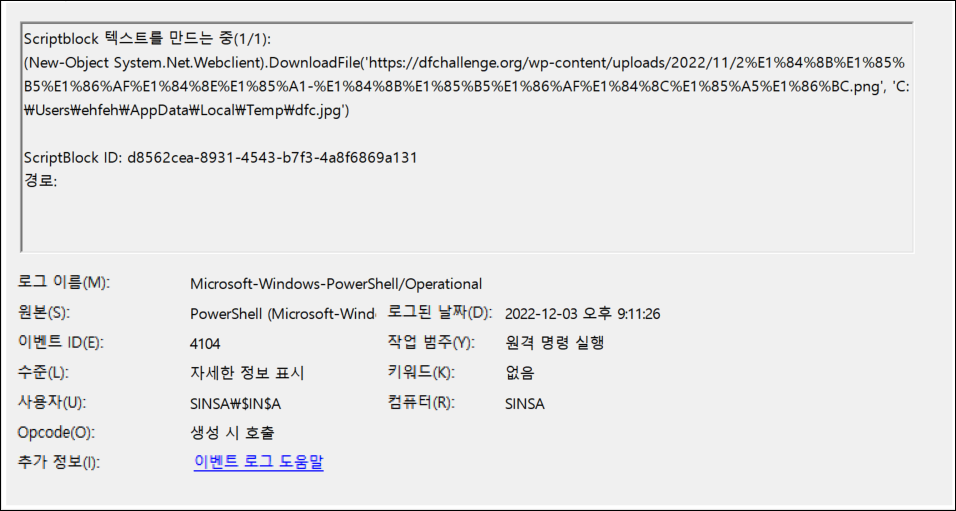 Scriptblock 텍스트를 만드는 중(1/1):
(New-Object System.Net.Webclient).DownloadFile('https://dfchallenge.org/wp-content/uploads/2022/11/2%E1%84%8B%E1%85%
B5%E1%86%AF%E1%84%8E%E1%85%A1-%E1%84%8B%E1%85%B5%E1%86%AF%E1%84%8C%E1%85%A5%E1%86%BC.png', 'C:
₩Users₩ehfeh₩AppData₩Local₩Temp₩dfc.jpg')
ScriptBlock ID: d8562cea-8931-4543-b7f3-4a8f6869a131
경로:
로그 이름(M): Microsoft-Windows-PowerShell/Operational
원본(S): PowerShell (Microsoft-Wind 로그된 날짜(D): 2022-12-03 오후 9:11:26
이벤트 ID(E): 4104 작업 범주(Y): 원격 명령 실행
수준(L): 자세한 정보 표시 키워드(K): 없음
사용자(U): SINSA₩$IN$A 컴퓨터(R): SINSA
Opcode(O): 생성 시 호출
추가 정보(I): 이벤트 로그 도움말